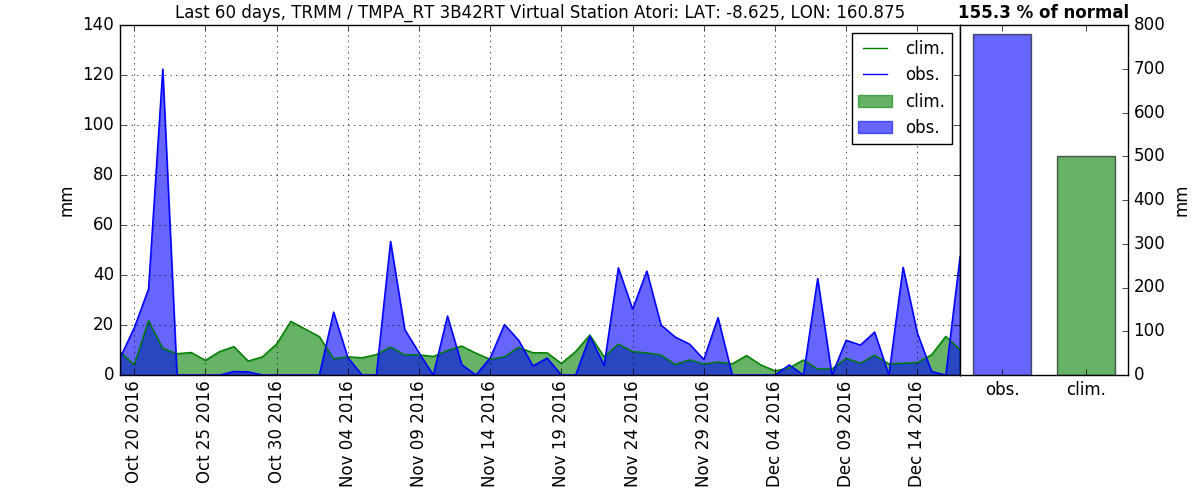 Last 60 days, TRMM / TMPA_RT 3B42RT Virtual Station Atori: LAT: -8.625, LON: 160.875
155.3 % of normal
140
120
100
80
60
40
20
0
mm
clim.
obs.
clim.
obs.
800
700
600
500
400
300
200
100
0
mm
Oct 20 2016
Oct 25 2016
Oct 30 2016
Nov 04 2016
Nov 09 2016
Nov 14 2016
Nov 19 2016
Nov 24 2016
Nov 29 2016
Dec 04 2016
Dec 09 2016
Dec 14 2016
obs.
clim.